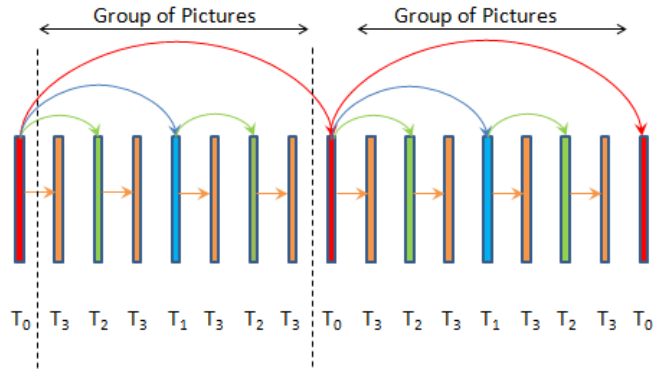 Group of Pictures Group of Pictures
T₀ T₃ T₂ T₃ T₁ T₃ T₂ T₃ T₀ T₃ T₂ T₃ T₁ T₃ T₂ T₃ T₀